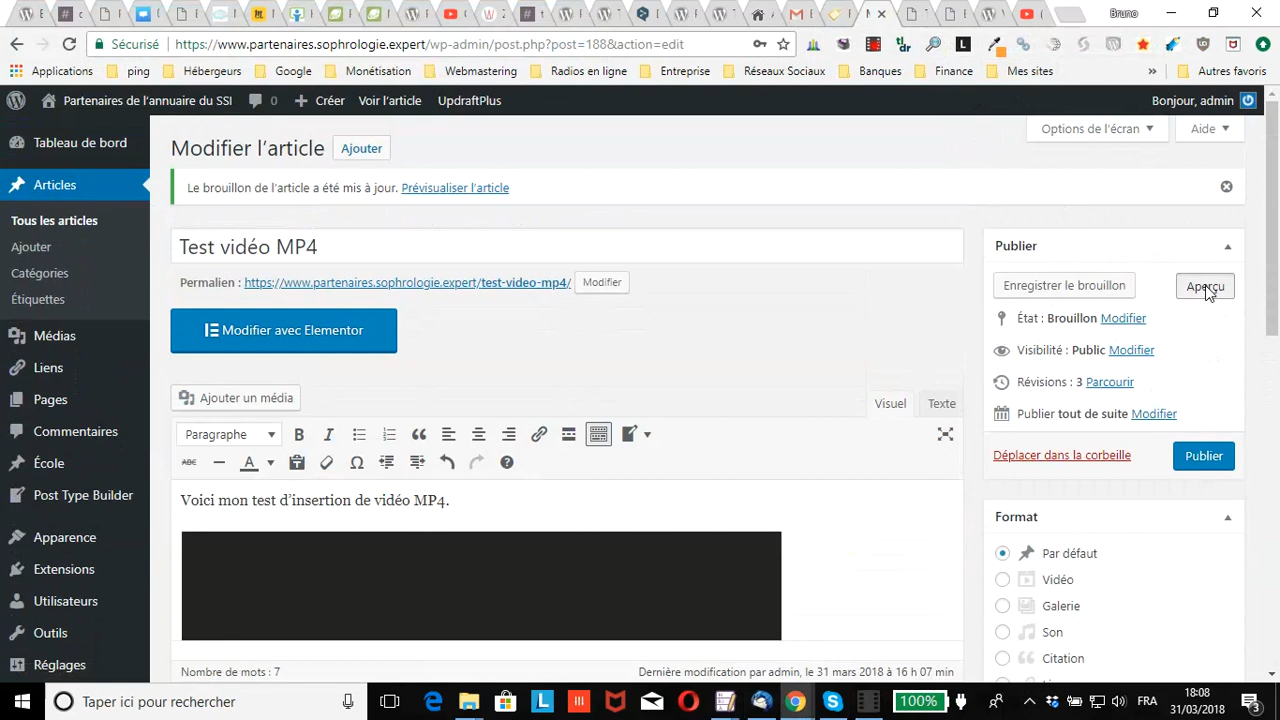 Bruno
Sécurisé https://www.partenaires.sophrologie.expert/wp-admin/post.php?post=188&action=edit
Applications ping Hébergeurs Google Monétisation Webmastering Radios en ligne Entreprise Réseaux Sociaux Banques Finance Mes sites » Autres favoris
Partenaires de l'annuaire du SSI 0 Créer Voir l'article UpdraftPlus Bonjour, admin
Tableau de bord
Articles
Tous les articles
Ajouter
Catégories
Étiquettes
Médias
Liens
Pages
Commentaires
École
Post Type Builder
Apparence
Extensions
Utilisateurs
Outils
Réglages
Options de l'écran Aide
Modifier l'article Ajouter
Le brouillon de l'article a été mis à jour. Prévisualiser l'article
Test vidéo MP4
Permalien : https://www.partenaires.sophrologie.expert/test-video-mp4/ Modifier
Modifier avec Elementor
Ajouter un média
Visuel Texte
Paragraphe
Voici mon test d'insertion de vidéo MP4.
Nombre de mots : 7 Dernière modification par admin, le 31 mars 2018 à 16 h 07 min
Publier
Enregistrer le brouillon Aperçu
État : Brouillon Modifier
Visibilité : Public Modifier
Révisions : 3 Parcourir
Publier tout de suite Modifier
Déplacer dans la corbeille Publier
Format
Par défaut
Vidéo
Galerie
Son
Citation
Taper ici pour rechercher
100%
FRA
18:08
31/03/2018